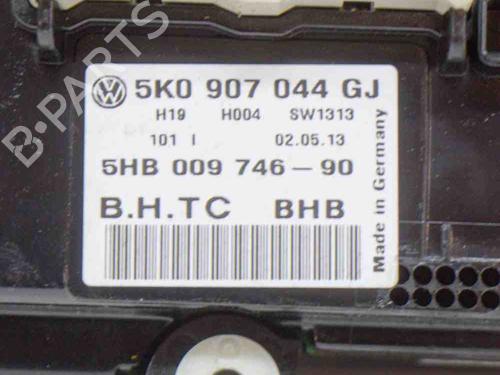 5K0 907 044 GJ
H19 H004 SW1313
101 I 02.05.13
5HB 009 746-90
B.H.TC BHB
Made in Germany
B-PARTS